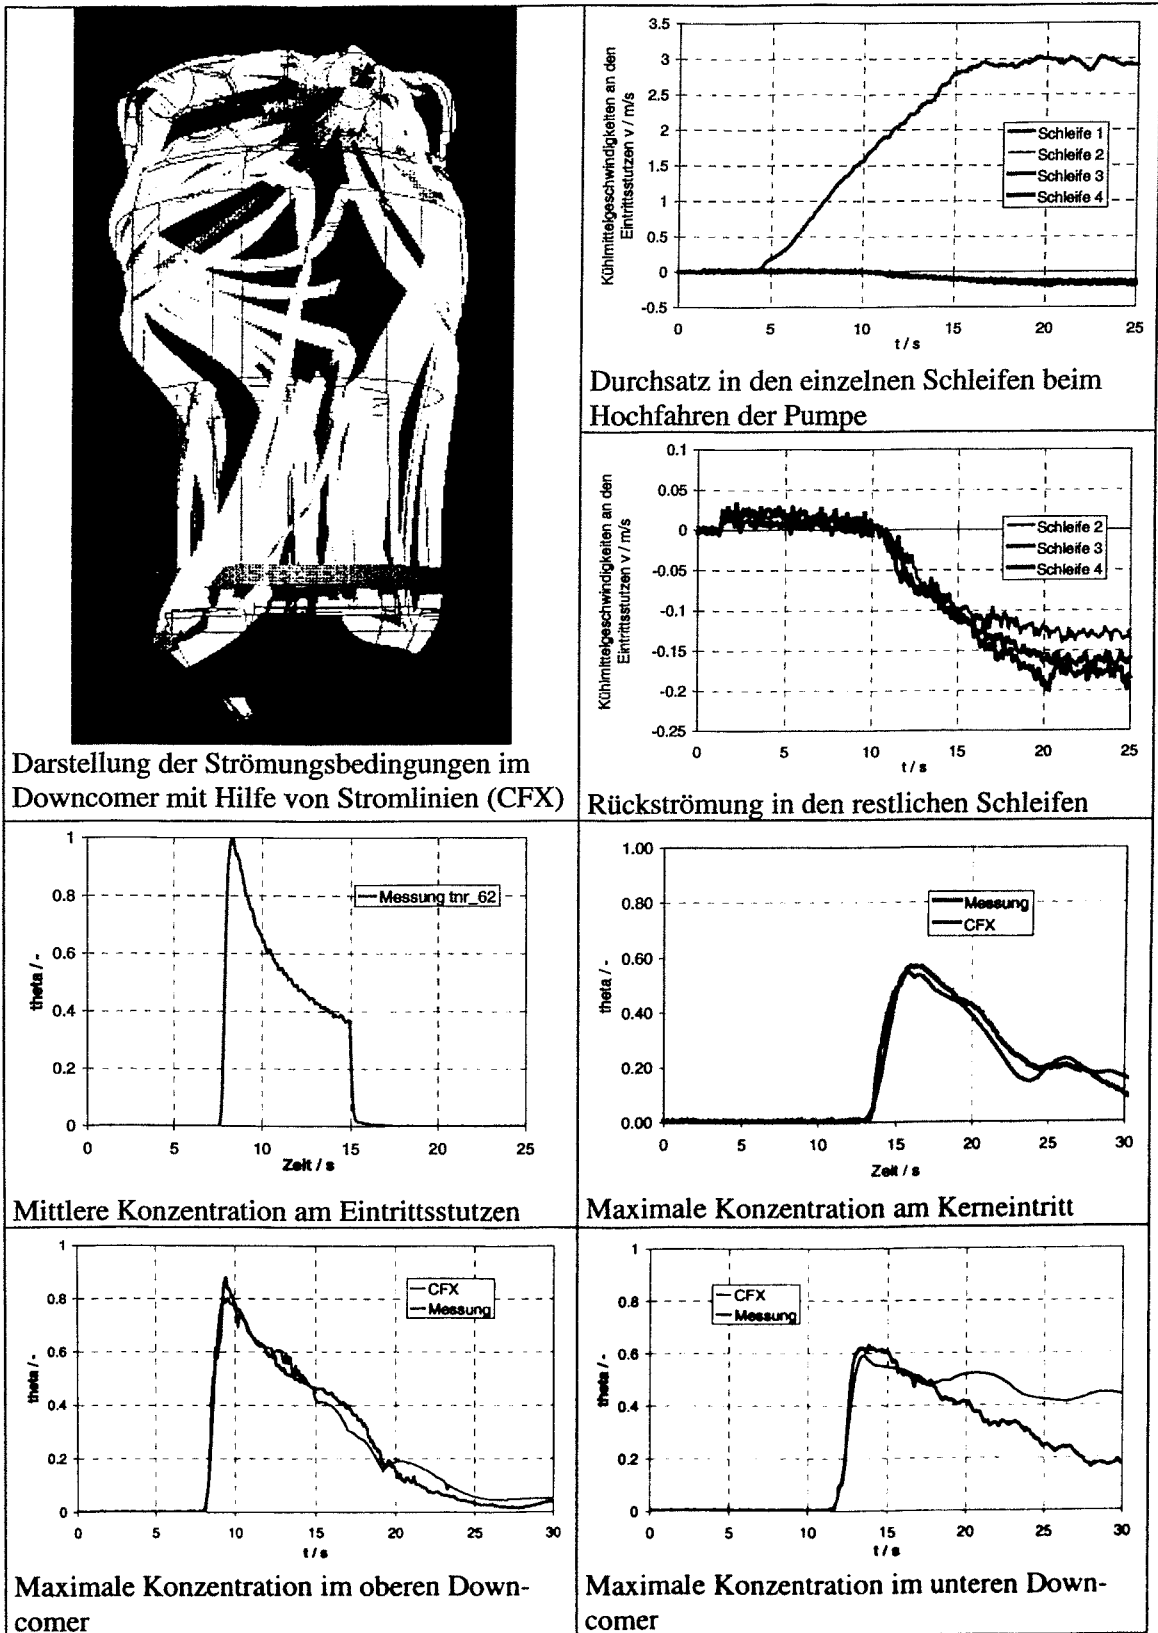 Darstellung der Strömungsbedingungen im
Downcomer mit Hilfe von Stromlinien (CFX)
Kühlmittelgeschwindigkeiten an den
Eintrittsstutzen v / m/s
3.5
3
2.5
2
1.5
1
0.5
0
-0.5
Schleife 1
Schleife 2
Schleife 3
Schleife 4
0 5 10 15 20 25
t / s
Durchsatz in den einzelnen Schleifen beim
Hochfahren der Pumpe
Kühlmittelgeschwindigkeiten an den
Eintrittsstutzen v / m/s
0.1
0.05
0
-0.05
-0.1
-0.15
-0.2
-0.25
Schleife 2
Schleife 3
Schleife 4
0 5 10 15 20 25
t / s
Rückströmung in den restlichen Schleifen
theta / -
1
0.8
0.6
0.4
0.2
0
Messung tnr_62
0 5 10 15 20 25
Zeit / s
Mittlere Konzentration am Eintrittsstutzen
theta / -
1.00
0.80
0.60
0.40
0.20
0.00
Messung
CFX
0 5 10 15 20 25 30
Zeit / s
Maximale Konzentration am Kerneintritt
theta / -
1
0.8
0.6
0.4
0.2
0
CFX
Messung
0 5 10 15 20 25 30
t / s
Maximale Konzentration im oberen Down-
comer
theta / -
1
0.8
0.6
0.4
0.2
0
CFX
Messung
0 5 10 15 20 25 30
t / s
Maximale Konzentration im unteren Down-
comer